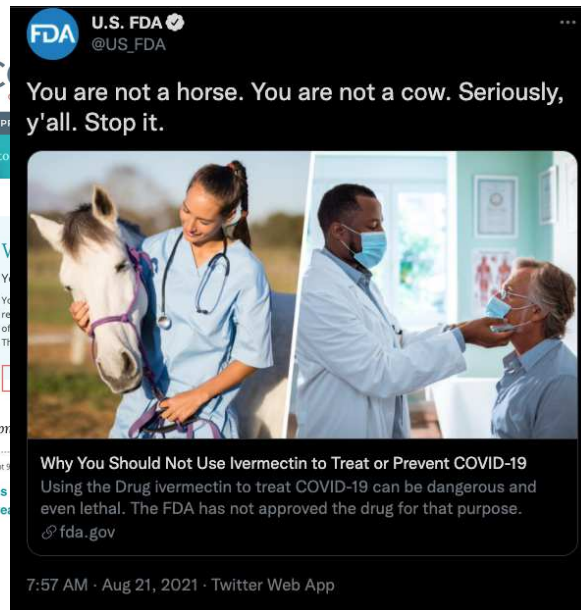 FDA
U.S. FDA
@US_FDA
You are not a horse. You are not a cow. Seriously,
y'all. Stop it.
Why You Should Not Use Ivermectin to Treat or Prevent COVID-19
Using the Drug ivermectin to treat COVID-19 can be dangerous and
even lethal. The FDA has not approved the drug for that purpose.
fda.gov
7:57 AM · Aug 21, 2021 · Twitter Web App